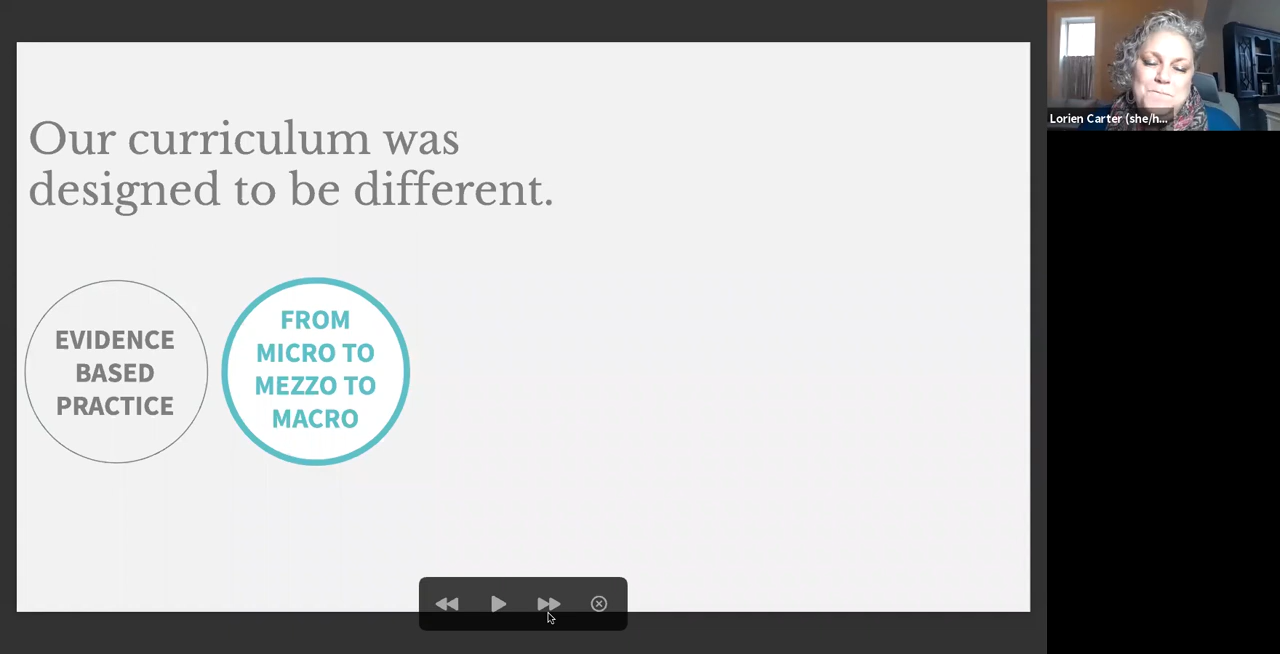 Our curriculum was
designed to be different.
EVIDENCE
BASED
PRACTICE
FROM
MICRO TO
MEZZO TO
MACRO
Lorien Carter (she/h...